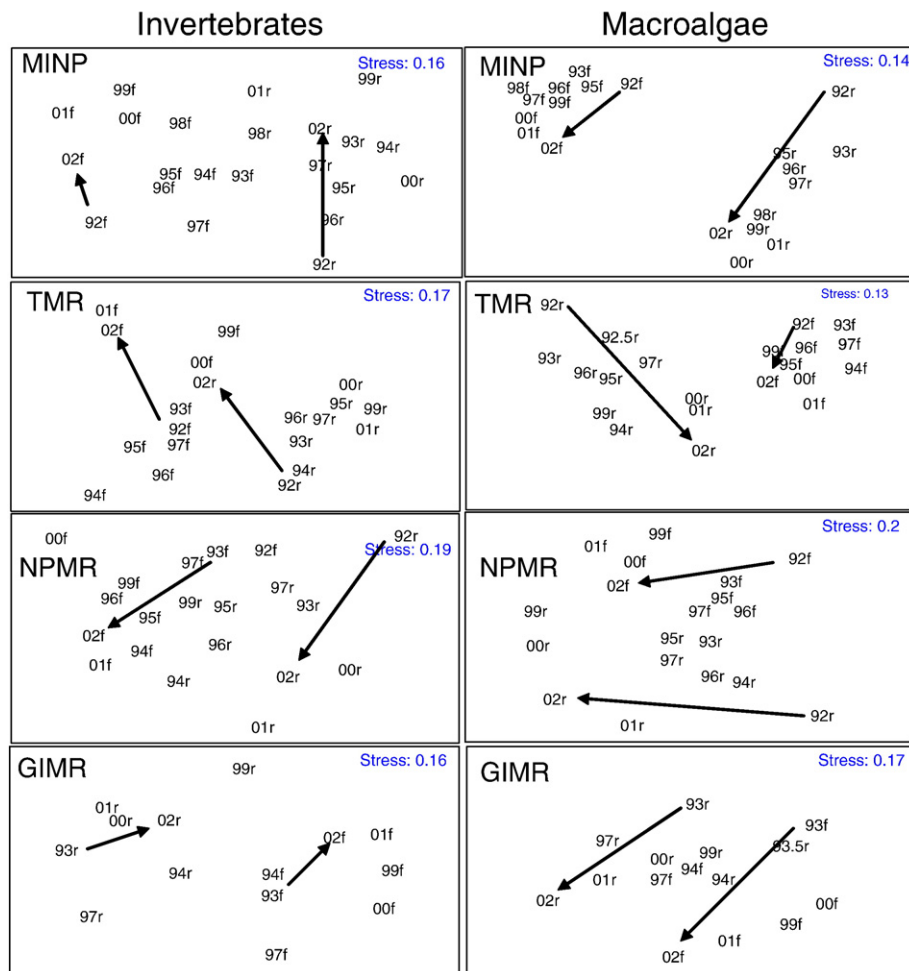 Invertebrates
Macroalgae
MINP
Stress: 0.16
99r
99f
01r
01f
00f
98f
98r
02r
93r
94r
02f
97r
95f
94f
93f
00r
96f
95r
92f
97f
96r
92r
MINP
Stress: 0.14
93f
98f
96f
95f
92f
97f
99f
92r
00f
01f
02f
95r
93r
96r
97r
98r
02r
99r
01r
00r
TMR
Stress: 0.17
01f
02f
99f
00f
02r
00r
93f
95r
99r
92f
96r
97r
01r
95f
97f
93r
96f
94r
92r
94f
TMR
Stress: 0.13
92r
92.5r
92f
93f
93r
97r
99f
96f
97f
96r
95r
95f
94f
02f
00f
00r
01r
01f
99r
94r
02r
NPMR
Stress: 0.19
00f
92r
97f
93f
92f
99f
97r
96f
99r
95r
93r
95f
02f
94f
96r
01f
94r
02r
00r
01r
NPMR
Stress: 0.2
99f
01f
00f
92f
02f
93f
95f
99r
97f
96f
00r
95r
93r
97r
96r
94r
02r
01r
92r
GIMR
Stress: 0.16
99r
01r
00r
02r
02f
01f
93r
94r
94f
99f
93f
00f
97r
97f
GIMR
Stress: 0.17
93r
93f
97r
93.5r
00r
99r
01r
97f
94f
94r
02r
00f
99f
01f
02f